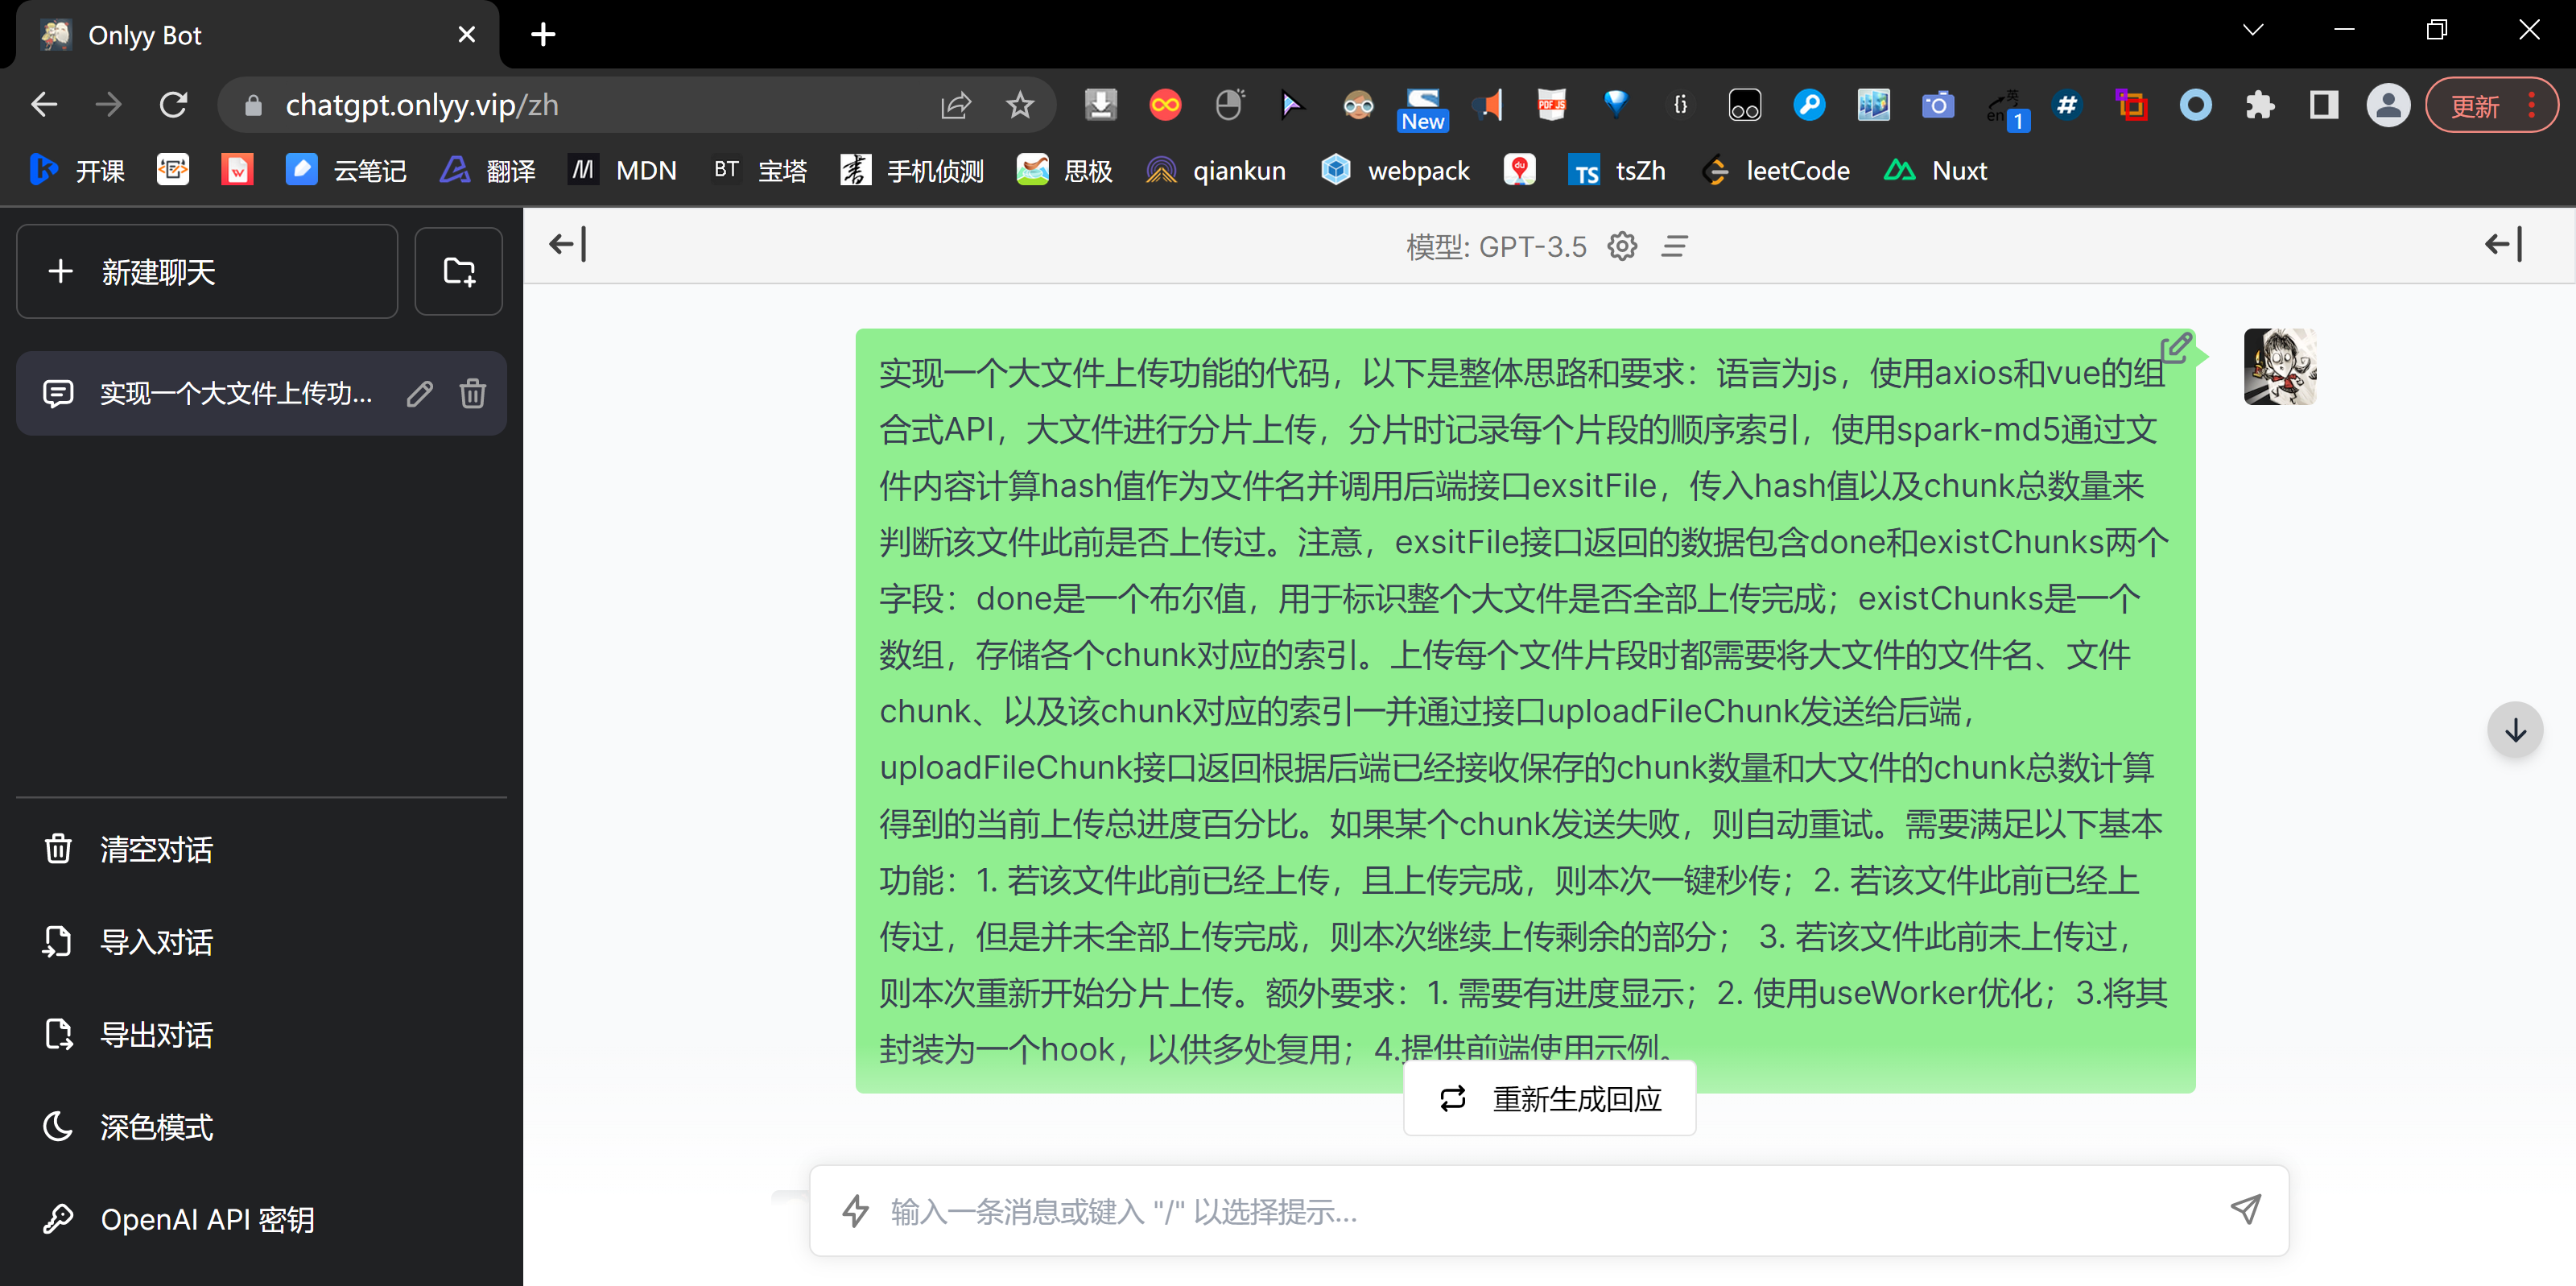 Onlyy Bot
chatgpt.onlyy.vip/zh
New
PDF JS
{}
英
en
1
#
更新
开课
云笔记
翻译
MDN
BT 宝塔
手机侦测
思极
qiankun
webpack
du
TS tsZh
leetCode
Nuxt
新建聊天
模型: GPT-3.5
实现一个大文件上传功...
实现一个大文件上传功能的代码，以下是整体思路和要求：语言为js，使用axios和vue的组
合式API，大文件进行分片上传，分片时记录每个片段的顺序索引，使用spark-md5通过文
件内容计算hash值作为文件名并调用后端接口exsitFile，传入hash值以及chunk总数量来
判断该文件此前是否上传过。注意，exsitFile接口返回的数据包含done和existChunks两个
字段：done是一个布尔值，用于标识整个大文件是否全部上传完成；existChunks是一个
数组，存储各个chunk对应的索引。上传每个文件片段时都需要将大文件的文件名、文件
chunk、以及该chunk对应的索引一并通过接口uploadFileChunk发送给后端，
uploadFileChunk接口返回根据后端已经接收保存的chunk数量和大文件的chunk总数计算
得到的当前上传总进度百分比。如果某个chunk发送失败，则自动重试。需要满足以下基本
功能：1. 若该文件此前已经上传，且上传完成，则本次一键秒传；2. 若该文件此前已经上
传过，但是并未全部上传完成，则本次继续上传剩余的部分； 3. 若该文件此前未上传过，
则本次重新开始分片上传。额外要求：1. 需要有进度显示；2. 使用useWorker优化；3.将其
封装为一个hook，以供多处复用；4.提供前端使用示例。
清空对话
导入对话
导出对话
深色模式
OpenAI API 密钥
重新生成回应
输入一条消息或键入 "/" 以选择提示...